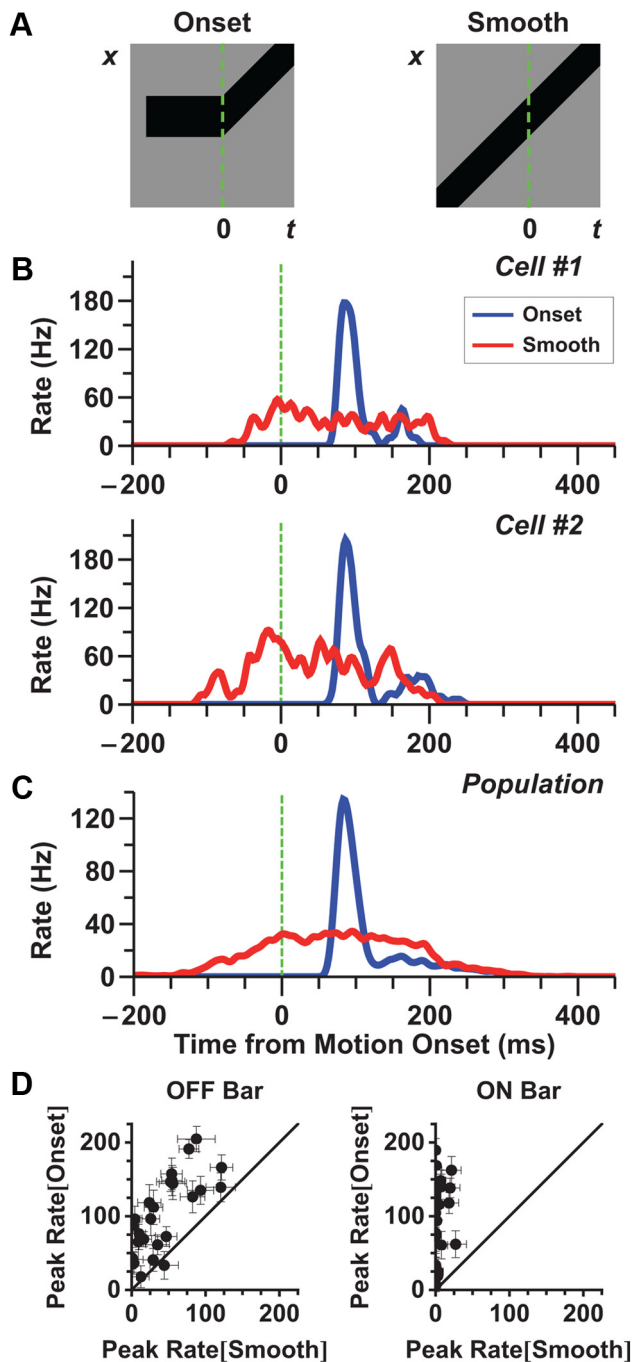 A
Onset
Smooth
x
x
0
t
0
t
B
Cell #1
Onset
Smooth
Rate (Hz)
180
120
60
0
−200
0
200
400
Cell #2
Rate (Hz)
180
120
60
0
−200
0
200
400
C
Population
Rate (Hz)
120
80
40
0
−200
0
200
400
Time from Motion Onset (ms)
D
OFF Bar
ON Bar
Peak Rate[Onset]
200
100
0
0
100
200
Peak Rate[Smooth]
Peak Rate[Onset]
200
100
0
0
100
200
Peak Rate[Smooth]